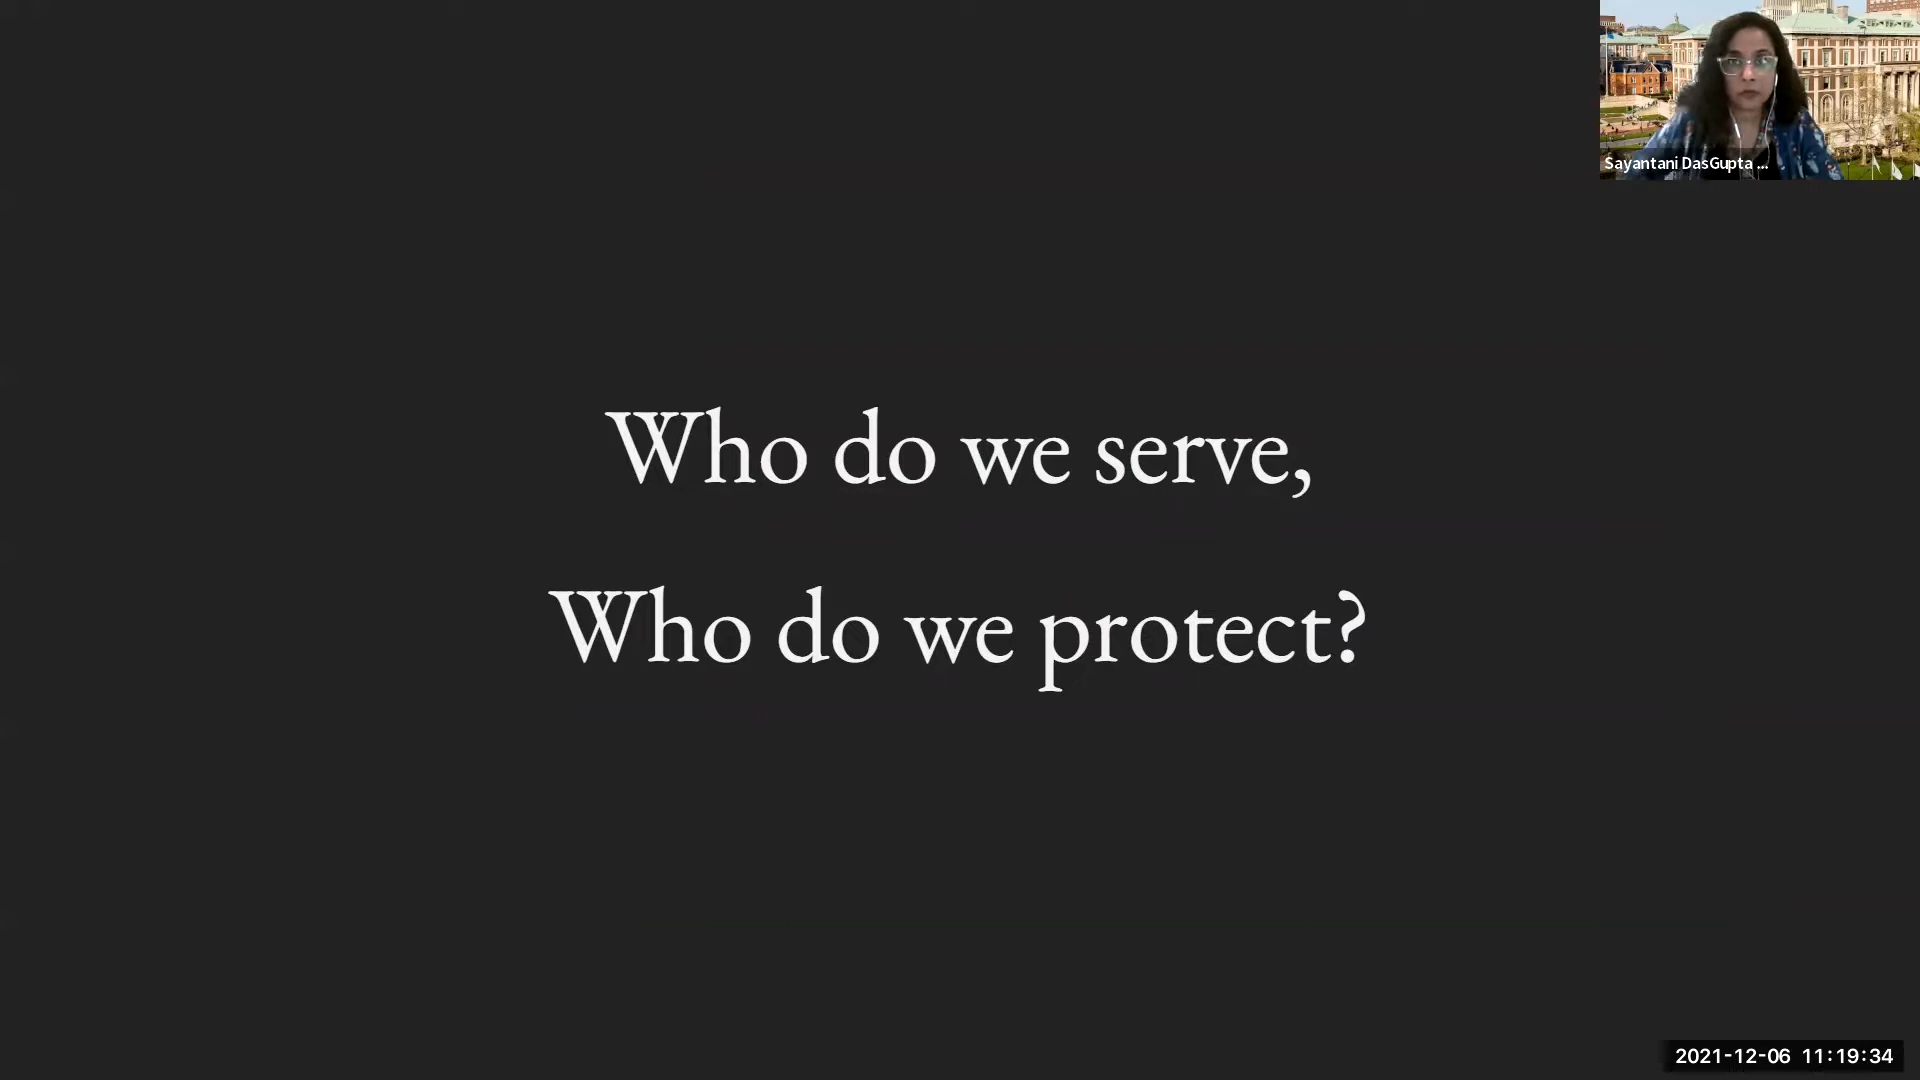 Sayantani DasGupta ...
Who do we serve,
Who do we protect?
2021-12-06 11:19:34